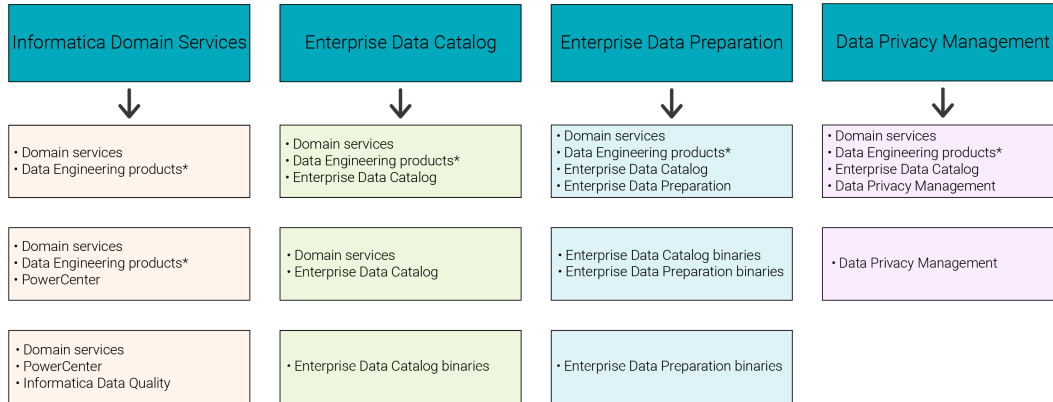 Informatica Domain Services
Enterprise Data Catalog
Enterprise Data Preparation
Data Privacy Management
• Domain services
• Data Engineering products*
• Domain services
• Data Engineering products*
• Enterprise Data Catalog
• Domain services
• Data Engineering products*
• Enterprise Data Catalog
• Enterprise Data Preparation
• Domain services
• Data Engineering products*
• Enterprise Data Catalog
• Data Privacy Management
• Domain services
• Data Engineering products*
• PowerCenter
• Domain services
• Enterprise Data Catalog
• Enterprise Data Catalog binaries
• Enterprise Data Preparation binaries
• Data Privacy Management
• Domain services
• PowerCenter
• Informatica Data Quality
• Enterprise Data Catalog binaries
• Enterprise Data Preparation binaries